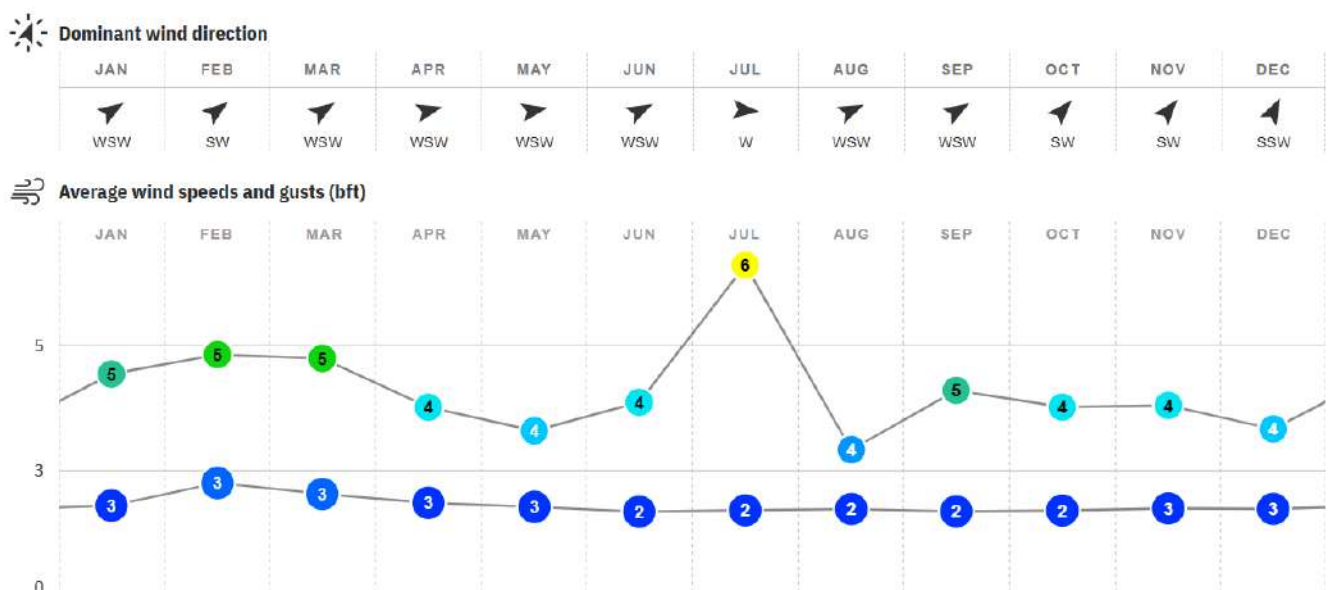 Dominant wind direction
JAN FEB MAR APR MAY JUN JUL AUG SEP OCT NOV DEC
WSW SW WSW WSW WSW WSW W WSW WSW SW SW SSW
Average wind speeds and gusts (bft)
JAN FEB MAR APR MAY JUN JUL AUG SEP OCT NOV DEC
6
5
5 5 5 4 4 4 4 5 4 4 4
3
3 3 3 3 3 2 2 2 2 2 3 3
0